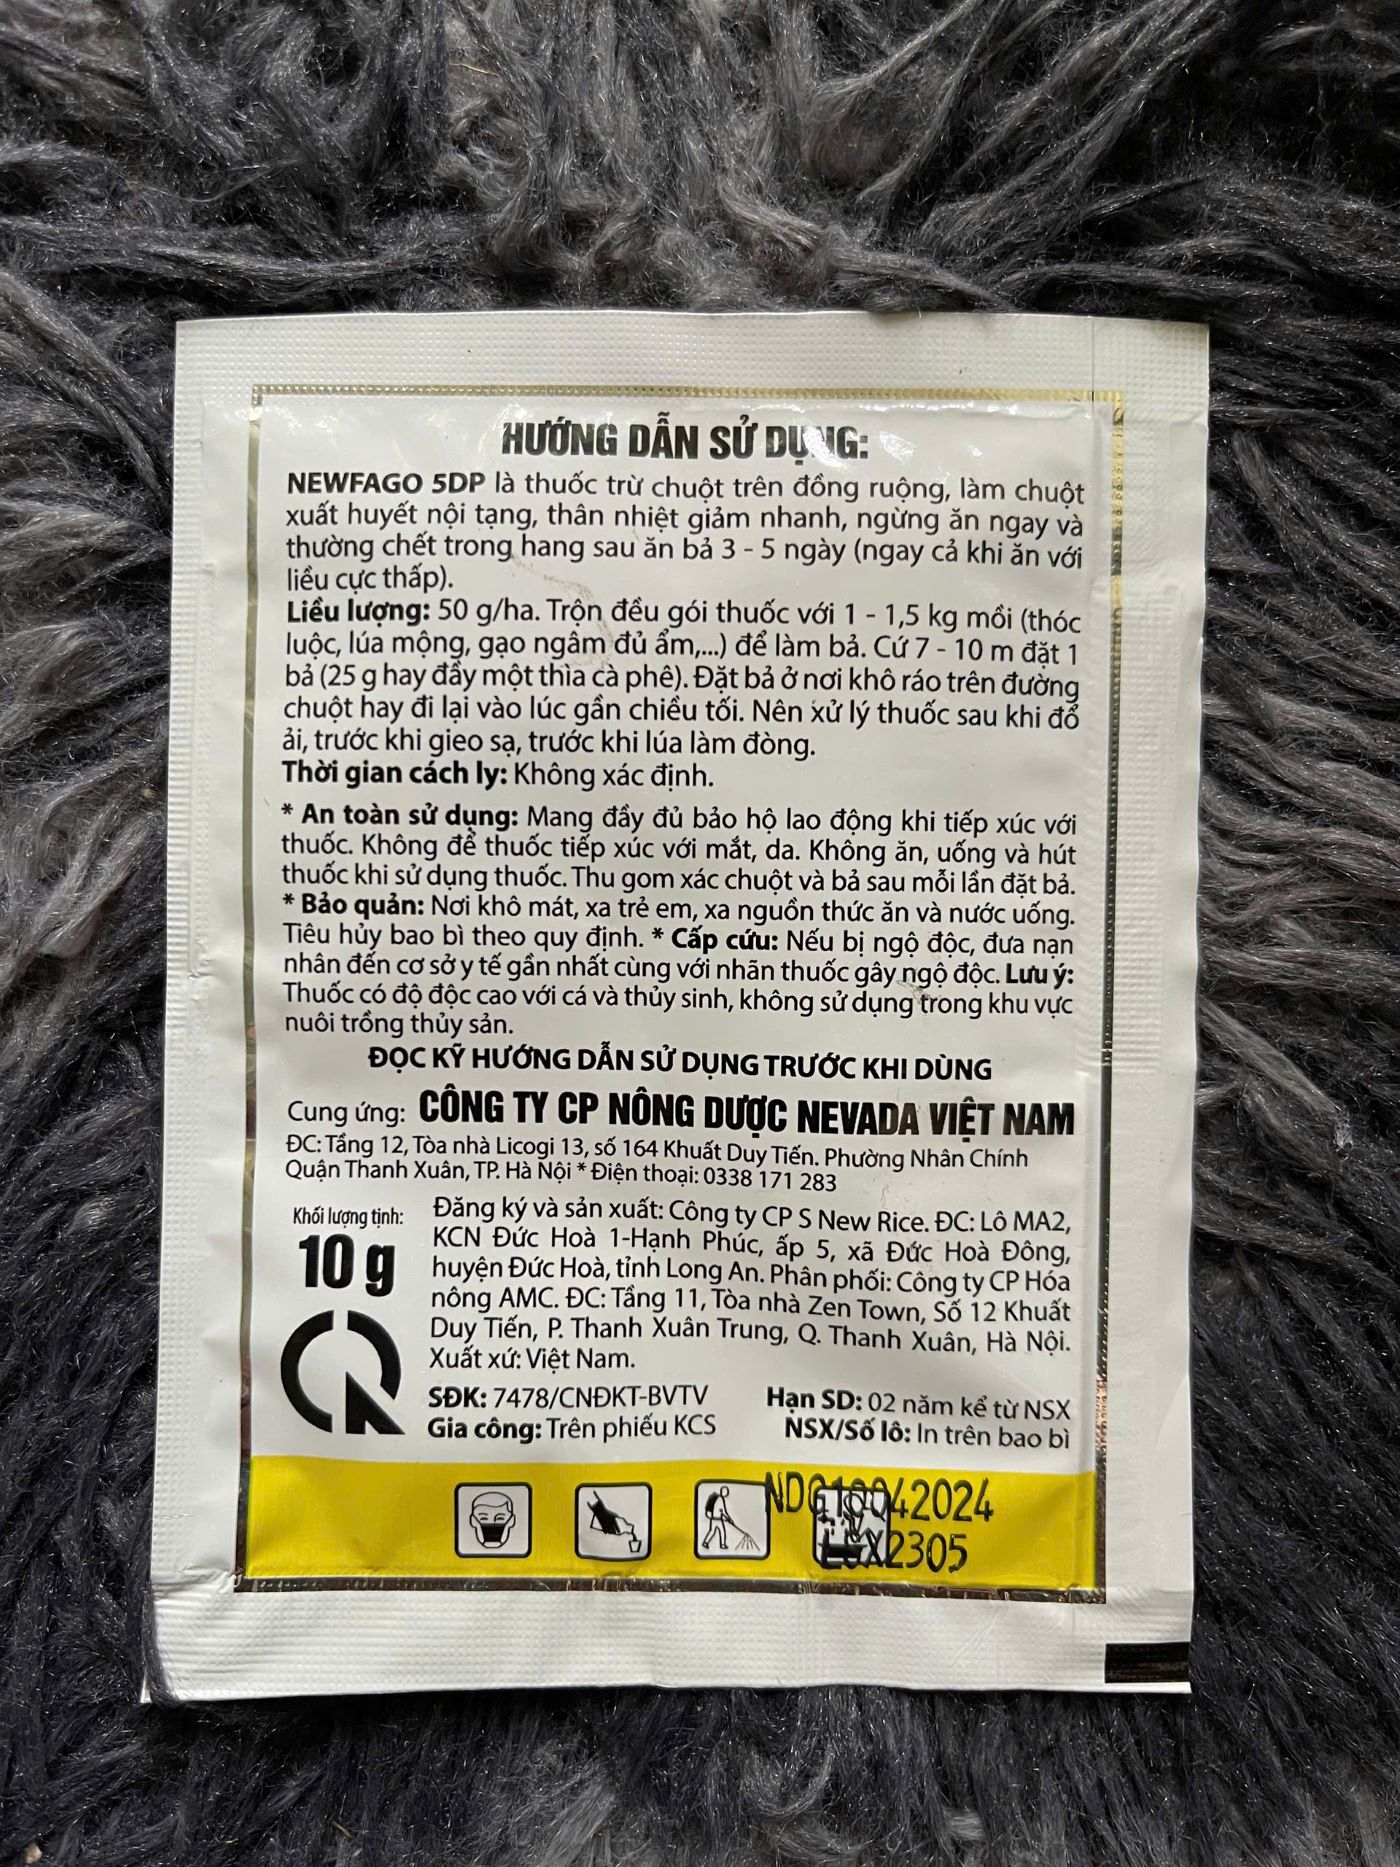 HƯỚNG DẪN SỬ DỤNG:
NEWFAGO 5DP là thuốc trừ chuột trên đồng ruộng, làm chuột
xuất huyết nội tạng, thân nhiệt giảm nhanh, ngừng ăn ngay và
thường chết trong hang sau ăn bả 3 - 5 ngày (ngay cả khi ăn với
liều cực thấp).
Liều lượng: 50 g/ha. Trộn đều gói thuốc với 1 - 1,5 kg mồi (thóc
luộc, lúa mộng, gạo ngâm đủ ẩm,...) để làm bả. Cứ 7 - 10 m đặt 1
bả (25 g hay đầy một thìa cà phê). Đặt bả ở nơi khô ráo trên đường
chuột hay đi lại vào lúc gần chiều tối. Nên xử lý thuốc sau khi đổ
ải, trước khi gieo sạ, trước khi lúa làm đòng.
Thời gian cách ly: Không xác định.
* An toàn sử dụng: Mang đầy đủ bảo hộ lao động khi tiếp xúc với
thuốc. Không để thuốc tiếp xúc với mắt, da. Không ăn, uống và hút
thuốc khi sử dụng thuốc. Thu gom xác chuột và bả sau mỗi lần đặt bả.
* Bảo quản: Nơi khô mát, xa trẻ em, xa nguồn thức ăn và nước uống.
Tiêu hủy bao bì theo quy định. * Cấp cứu: Nếu bị ngộ độc, đưa nạn
nhân đến cơ sở y tế gần nhất cùng với nhãn thuốc gây ngộ độc. Lưu ý:
Thuốc có độ độc cao với cá và thủy sinh, không sử dụng trong khu vực
nuôi trồng thủy sản.
ĐỌC KỸ HƯỚNG DẪN SỬ DỤNG TRƯỚC KHI DÙNG
Cung ứng: CÔNG TY CP NÔNG DƯỢC NEVADA VIỆT NAM
ĐC: Tầng 12, Tòa nhà Licogi 13, số 164 Khuất Duy Tiến. Phường Nhân Chính
Quận Thanh Xuân, TP. Hà Nội * Điện thoại: 0338 171 283
Khối lượng tịnh:
10 g
Đăng ký và sản xuất: Công ty CP S New Rice. ĐC: Lô MA2,
KCN Đức Hoà 1-Hạnh Phúc, ấp 5, xã Đức Hoà Đông,
huyện Đức Hoà, tỉnh Long An. Phân phối: Công ty CP Hóa
nông AMC. ĐC: Tầng 11, Tòa nhà Zen Town, Số 12 Khuất
Duy Tiến, P. Thanh Xuân Trung, Q. Thanh Xuân, Hà Nội.
Xuất xứ: Việt Nam.
SĐK: 7478/CNĐKT-BVTV
Gia công: Trên phiếu KCS
Hạn SD: 02 năm kể từ NSX
NSX/Số lô: In trên bao bì